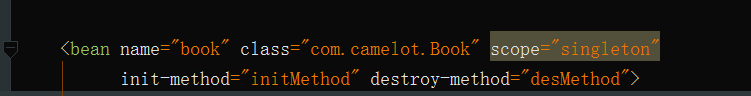 <bean name="book" class="com.camelot.Book" scope="singleton"
init-method="initMethod" destroy-method="desMethod">